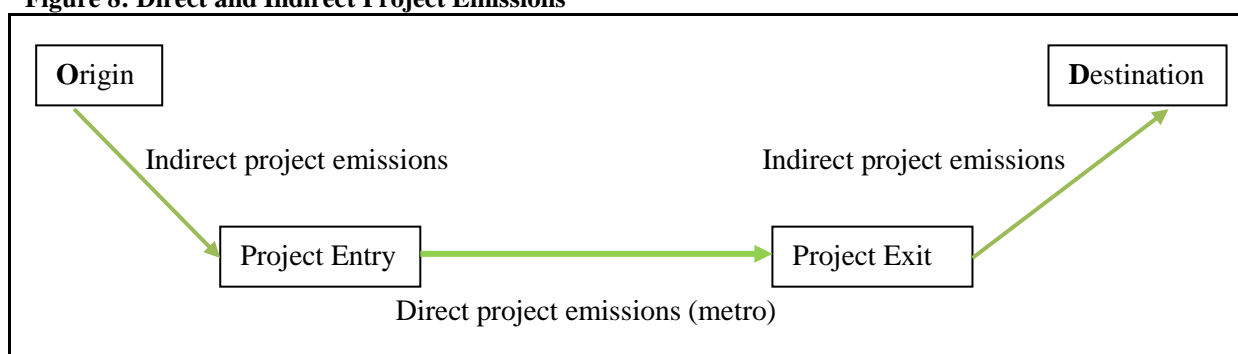 Figure 8: Direct and Indirect Project Emissions
Origin
Destination
Indirect project emissions
Indirect project emissions
Project Entry
Project Exit
Direct project emissions (metro)